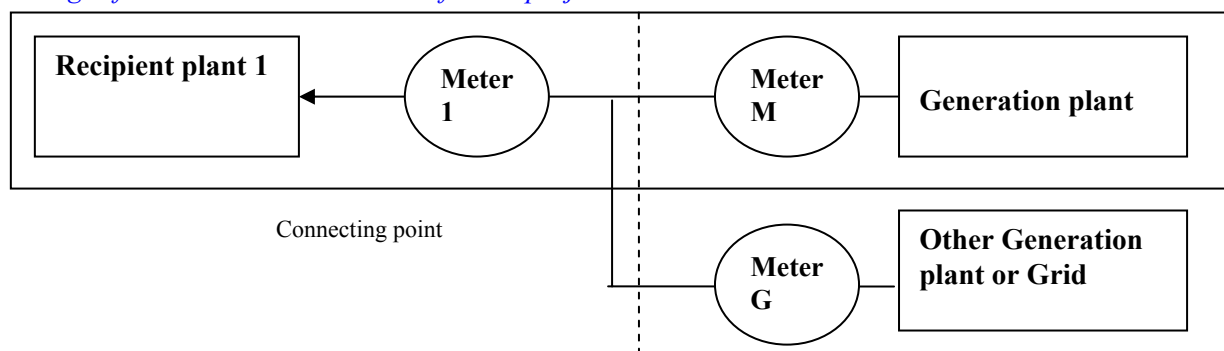 Recipient plant 1
Meter
1
Meter
M
Generation plant
Connecting point
Meter
G
Other Generation
plant or Grid